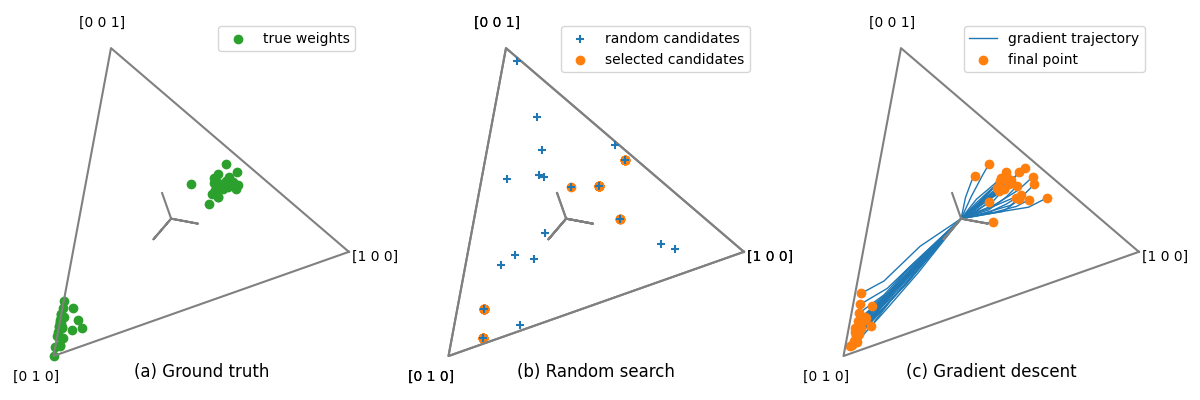 [0 0 1]
true weights
[1 0 0]
[0 1 0]
(a) Ground truth
[0 0 1]
random candidates
selected candidates
[1 0 0]
[0 1 0]
(b) Random search
[0 0 1]
gradient trajectory
final point
[1 0 0]
[0 1 0]
(c) Gradient descent